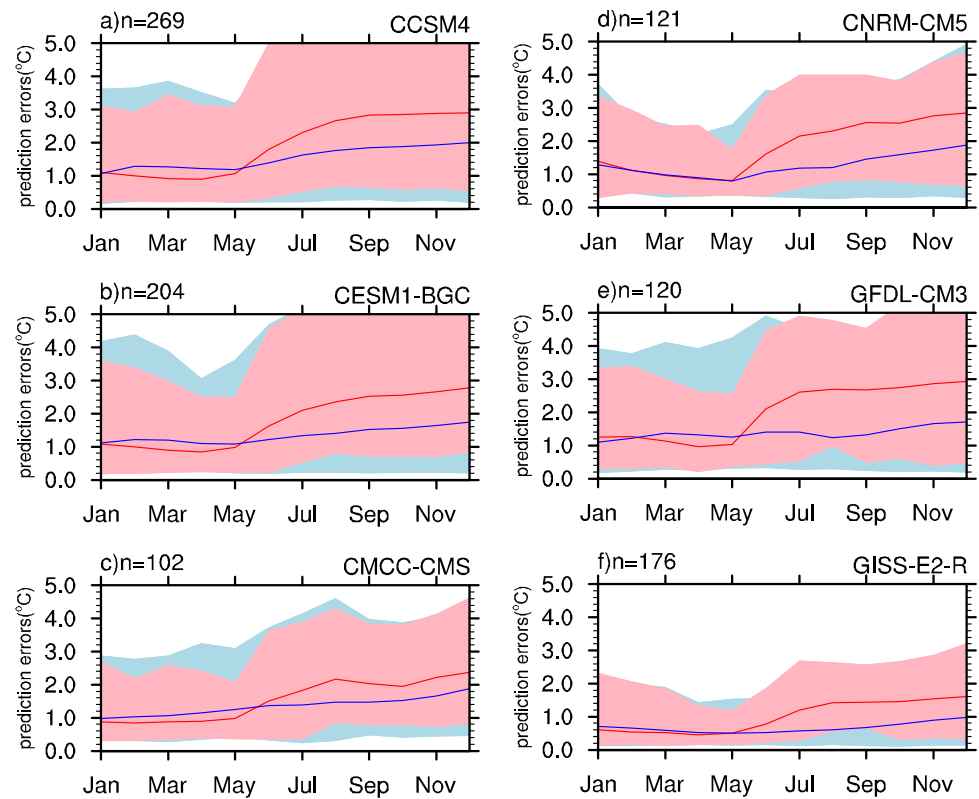 a)n=269 CCSM4
prediction errors(°C)
5.0
4.0
3.0
2.0
1.0
0.0
Jan Mar May Jul Sep Nov
d)n=121 CNRM-CM5
prediction errors(°C)
5.0
4.0
3.0
2.0
1.0
0.0
Jan Mar May Jul Sep Nov
b)n=204 CESM1-BGC
prediction errors(°C)
5.0
4.0
3.0
2.0
1.0
0.0
Jan Mar May Jul Sep Nov
e)n=120 GFDL-CM3
prediction errors(°C)
5.0
4.0
3.0
2.0
1.0
0.0
Jan Mar May Jul Sep Nov
c)n=102 CMCC-CMS
prediction errors(°C)
5.0
4.0
3.0
2.0
1.0
0.0
Jan Mar May Jul Sep Nov
f)n=176 GISS-E2-R
prediction errors(°C)
5.0
4.0
3.0
2.0
1.0
0.0
Jan Mar May Jul Sep Nov